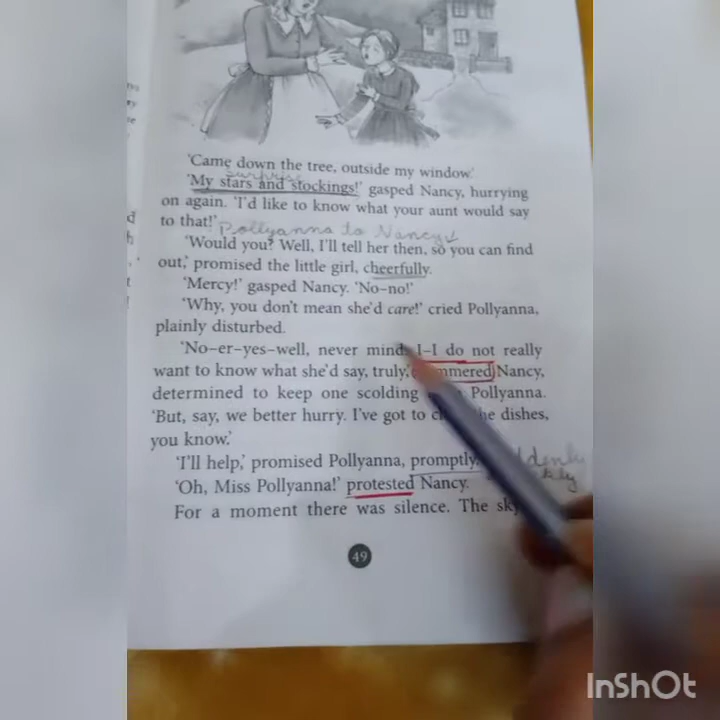 'Came down the tree, outside my window.'
surprise
'My stars and stockings!' gasped Nancy, hurrying
on again. 'I'd like to know what your aunt would say
to that!'
Pollyanna to Nancy
'Would you? Well, I'll tell her then, so you can find
out,' promised the little girl, cheerfully.
'Mercy!' gasped Nancy. 'No–no!'
'Why, you don't mean she'd care!' cried Pollyanna,
plainly disturbed.
'No–er–yes–well, never mind. I–I do not really
want to know what she'd say, truly.' Nancy,
determined to keep one scolding Pollyanna.
'But, say, we better hurry. I've got to dishes,
you know.'
'I'll help,' promised Pollyanna, promptly.
'Oh, Miss Pollyanna!' protested Nancy.
For a moment there was silence. The sky
49
InShOt